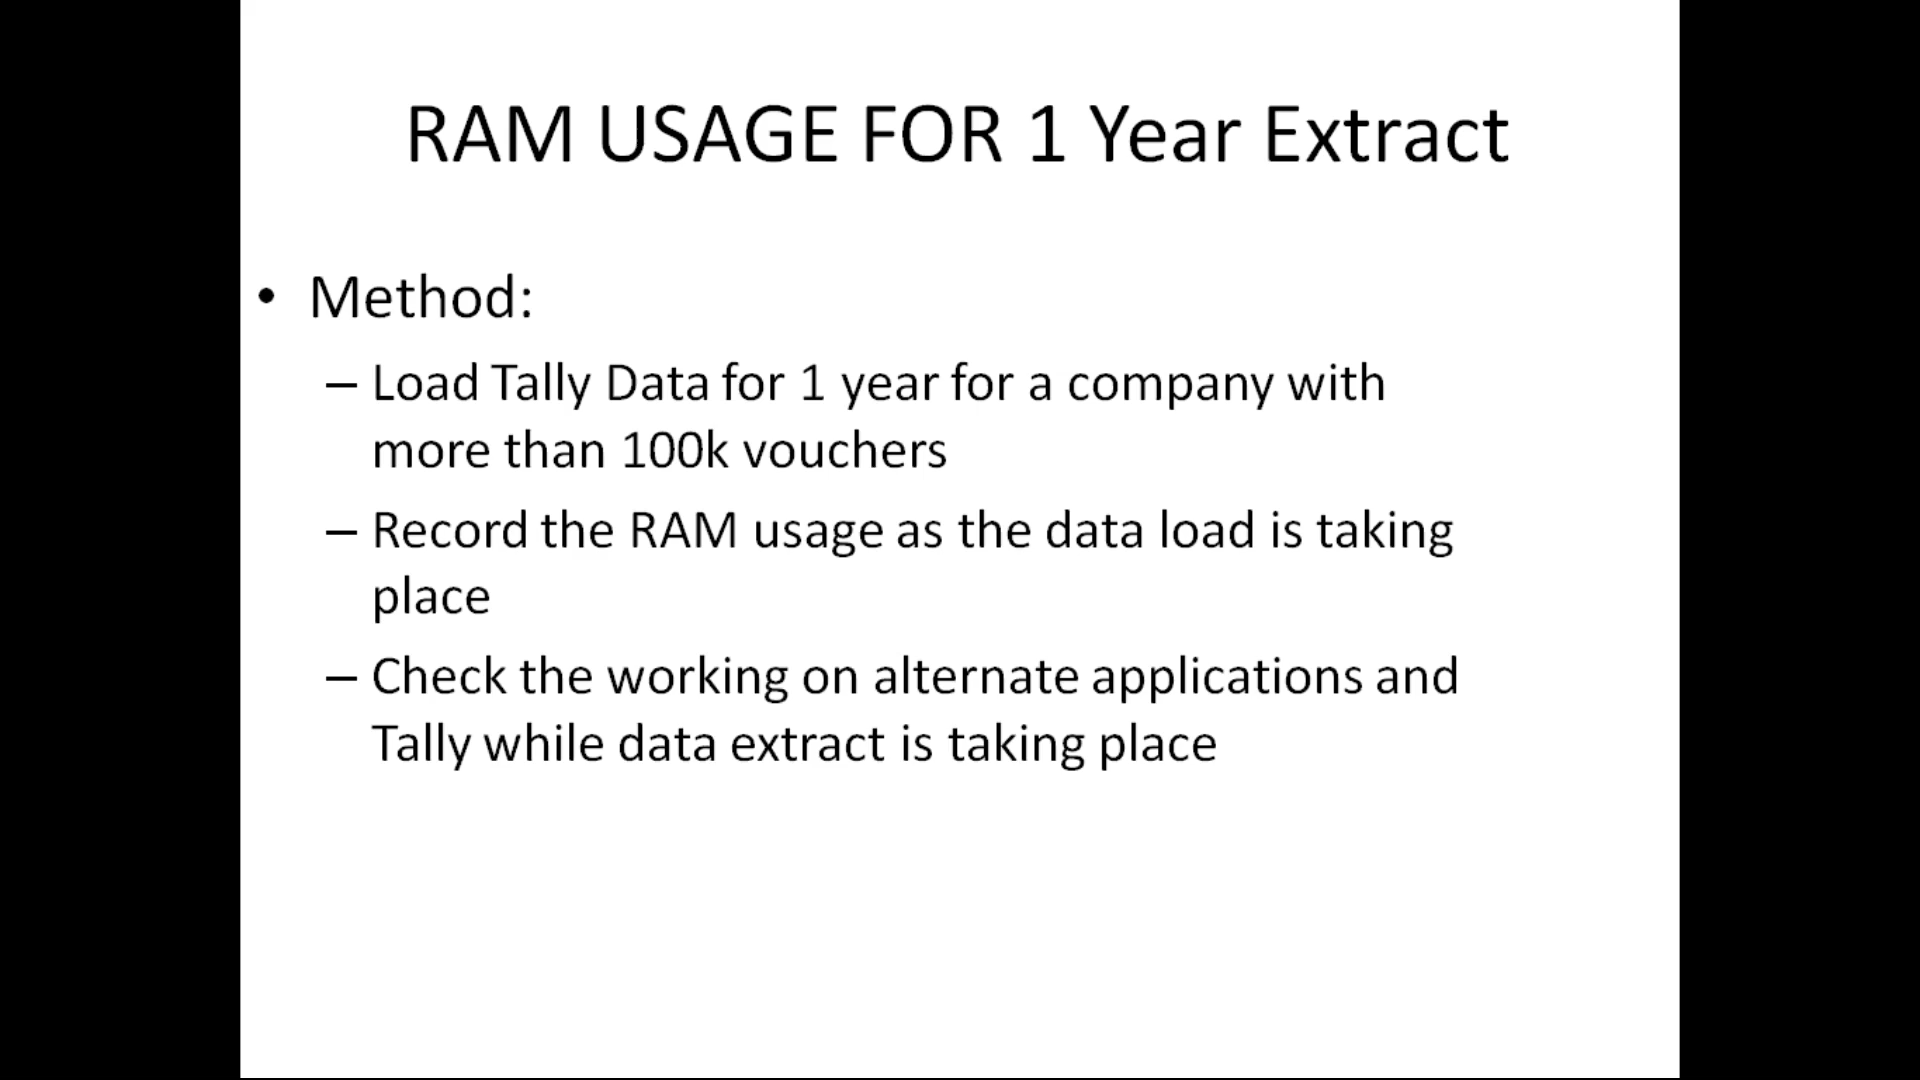 RAM USAGE FOR 1 Year Extract
• Method:
– Load Tally Data for 1 year for a company with
more than 100k vouchers
– Record the RAM usage as the data load is taking
place
– Check the working on alternate applications and
Tally while data extract is taking place